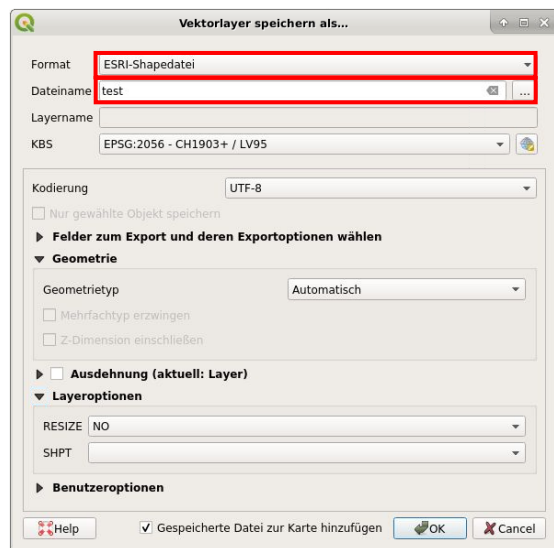 Vektorlayer speichern als...
Format ESRI-Shapedatei
Dateiname test ...
Layername
KBS EPSG:2056 - CH1903+ / LV95
Kodierung UTF-8
Nur gewählte Objekt speichern
Felder zum Export und deren Exportoptionen wählen
Geometrie
Geometrietyp Automatisch
Mehrfachtyp erzwingen
Z-Dimension einschließen
Ausdehnung (aktuell: Layer)
Layeroptionen
RESIZE NO
SHPT
Benutzeroptionen
Help Gespeicherte Datei zur Karte hinzufügen OK Cancel